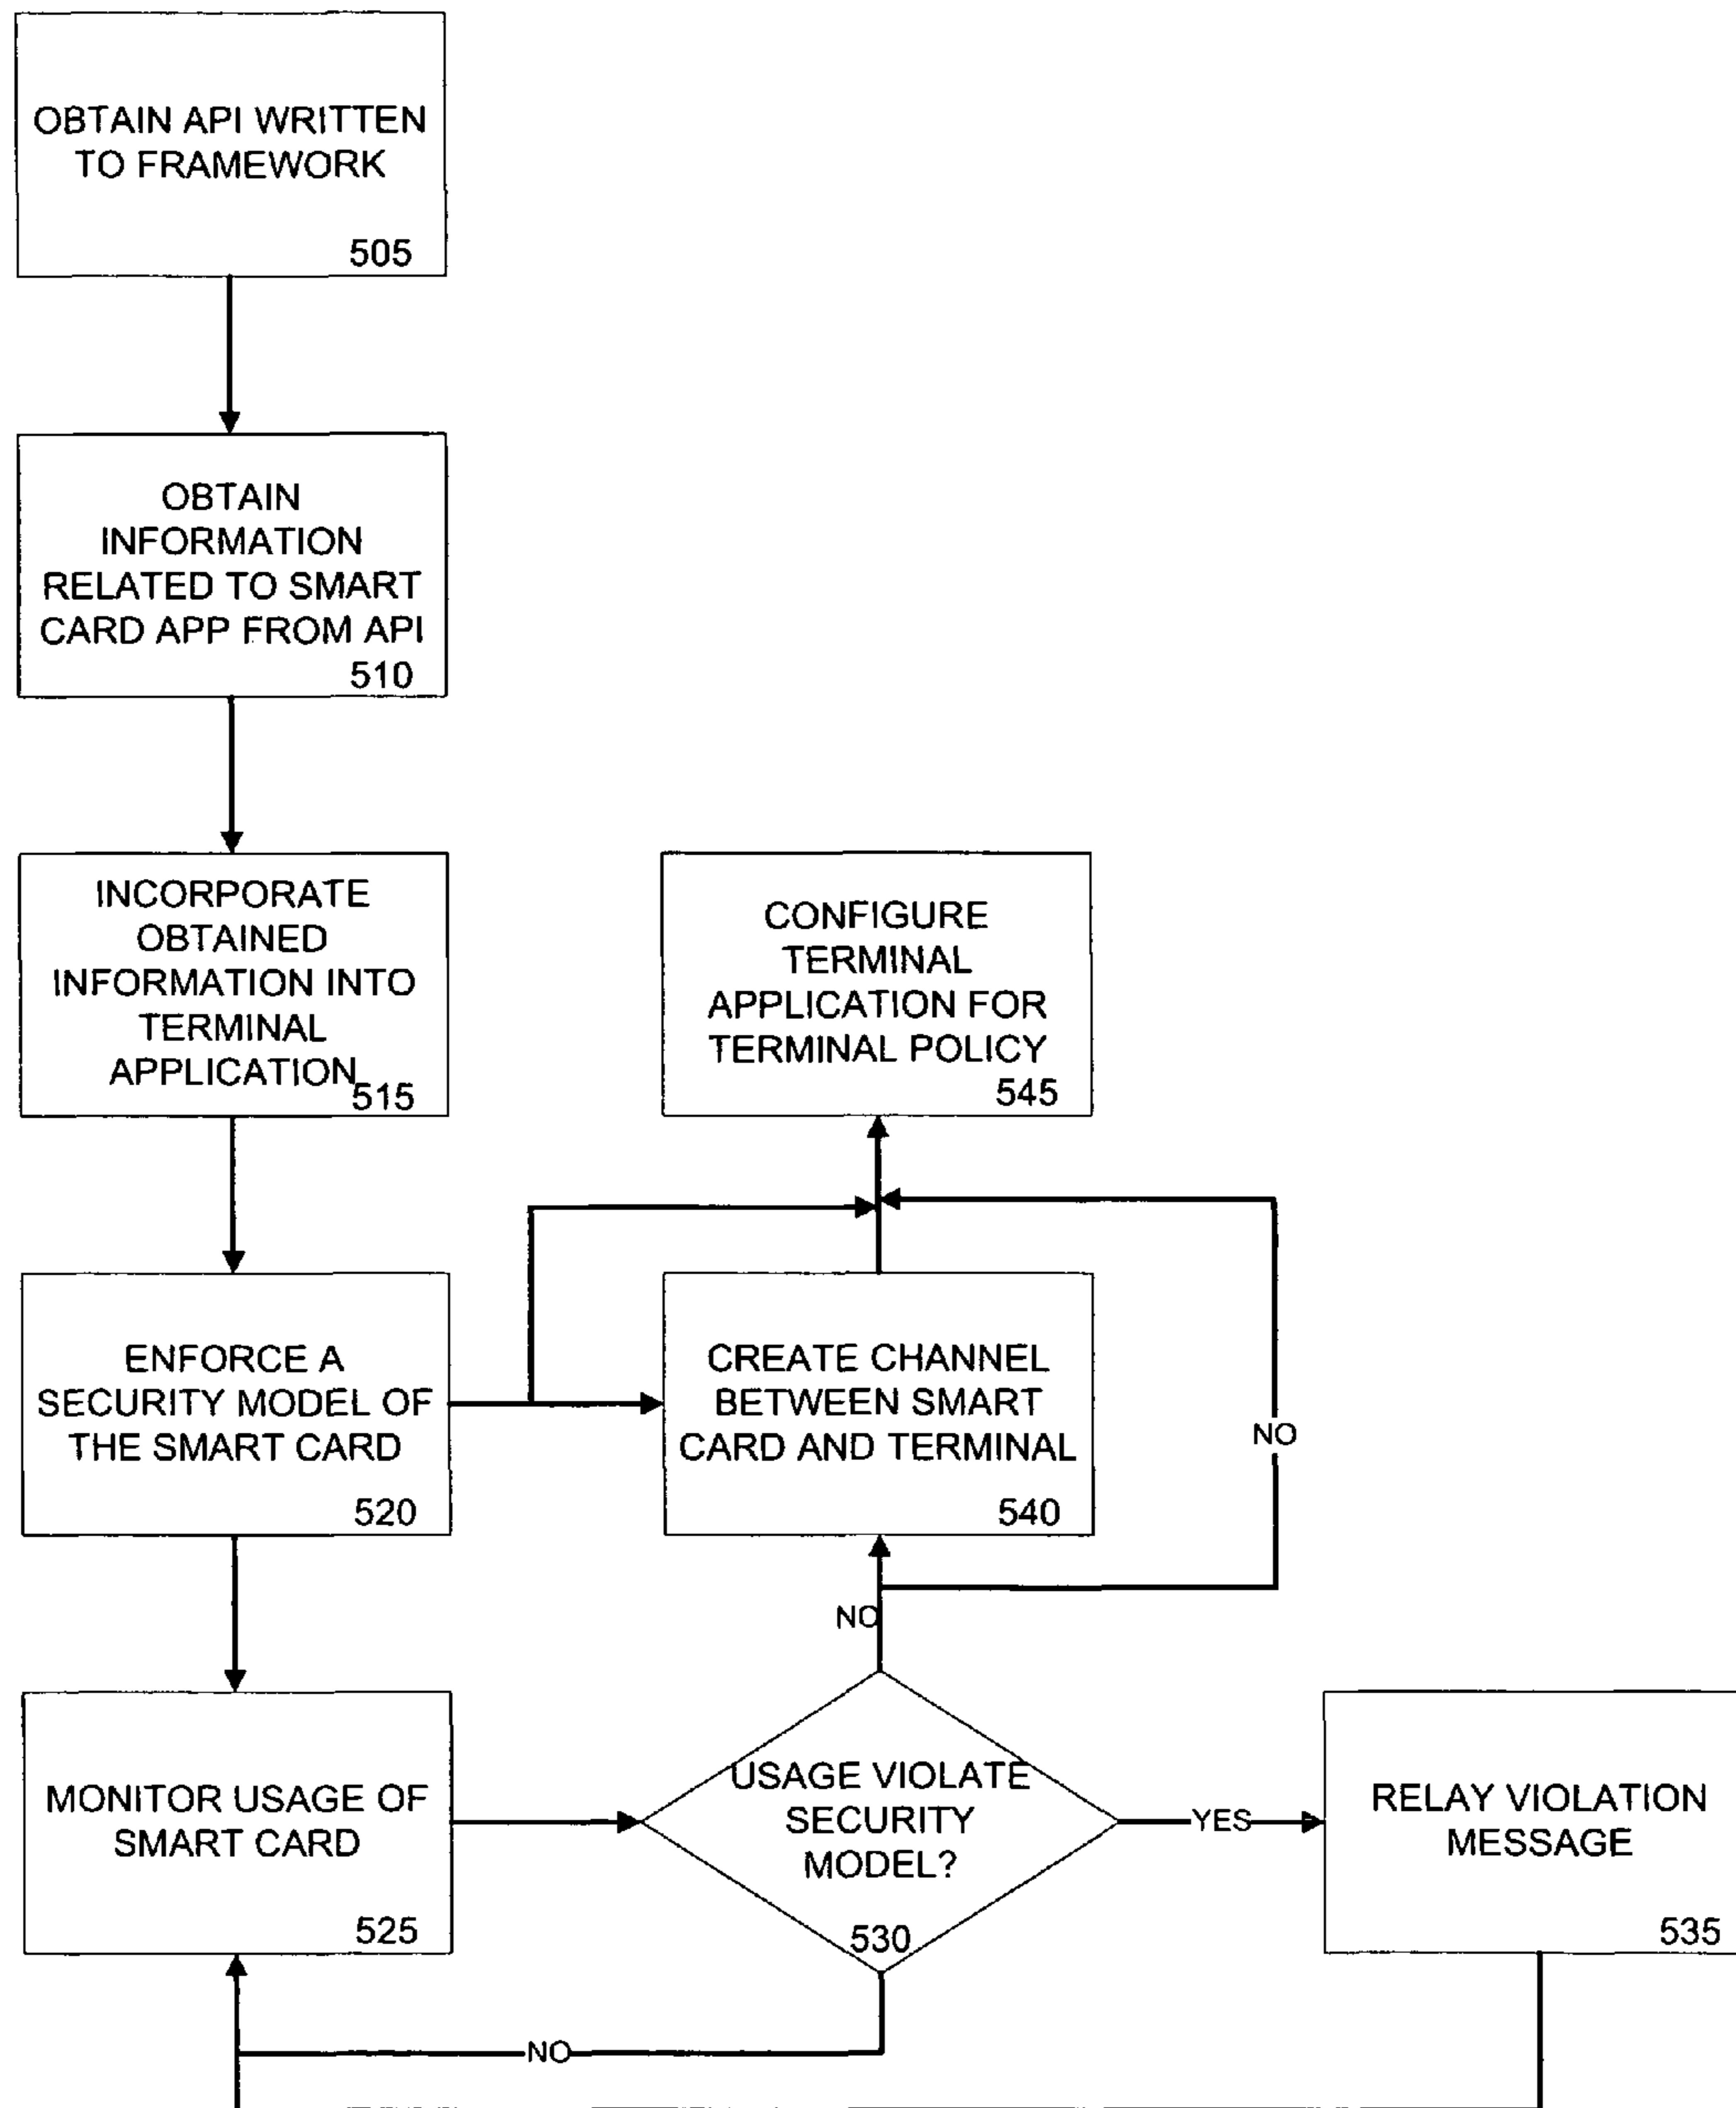 OBTAIN API WRITTEN
TO FRAMEWORK
505
OBTAIN
INFORMATION
RELATED TO SMART
CARD APP FROM API
510
INCORPORATE
OBTAINED
INFORMATION INTO
TERMINAL
APPLICATION
515
CONFIGURE
TERMINAL
APPLICATION FOR
TERMINAL POLICY
545
ENFORCE A
SECURITY MODEL OF
THE SMART CARD
520
CREATE CHANNEL
BETWEEN SMART
CARD AND TERMINAL
540
NO
NO
MONITOR USAGE OF
SMART CARD
525
USAGE VIOLATE
SECURITY
MODEL?
530
YES
RELAY VIOLATION
MESSAGE
535
NO